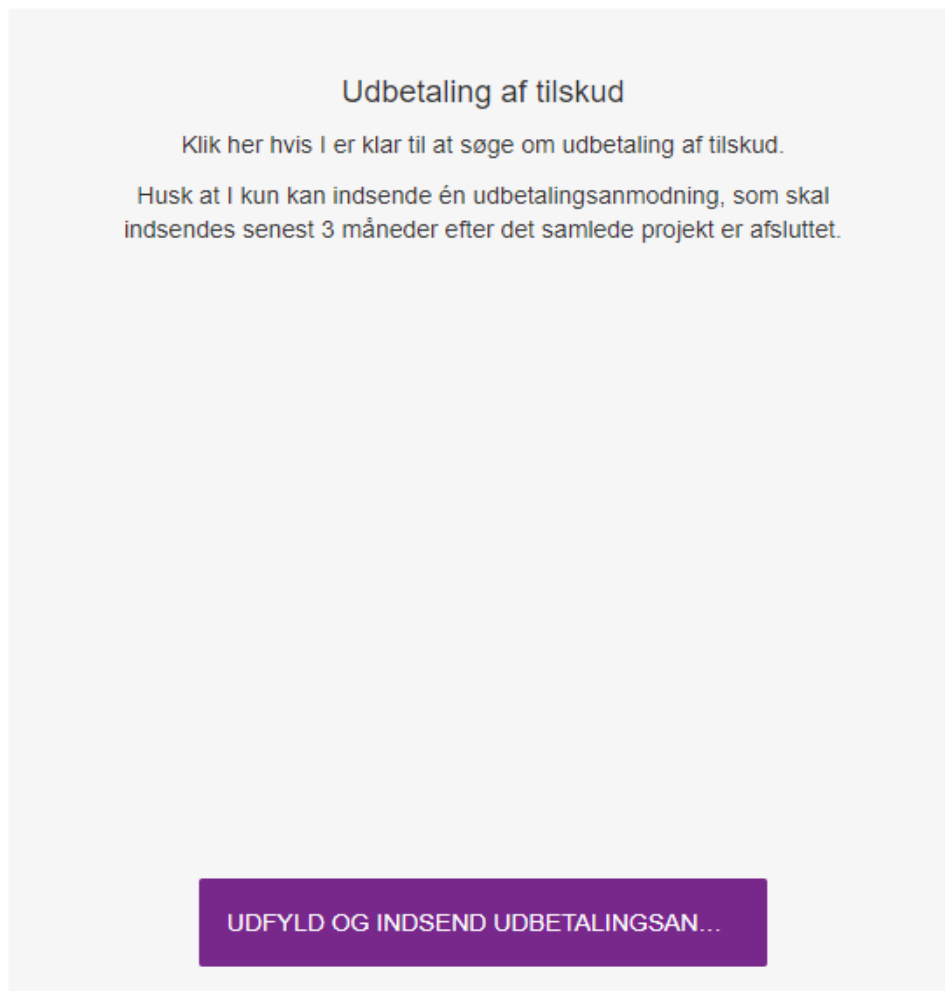 Udbetaling af tilskud
Klik her hvis I er klar til at søge om udbetaling af tilskud.
Husk at I kun kan indsende én udbetalingsanmodning, som skal
indsendes senest 3 måneder efter det samlede projekt er afsluttet.
UDFYLD OG INDSEND UDBETALINGSAN...